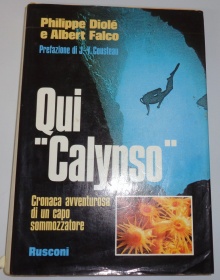 Philippe Diolé
e Albert Falco
Prefazione di J.-Y. Cousteau
Qui
"Calypso"
Cronaca avventurosa
di un capo
sommozzatore
Rusconi